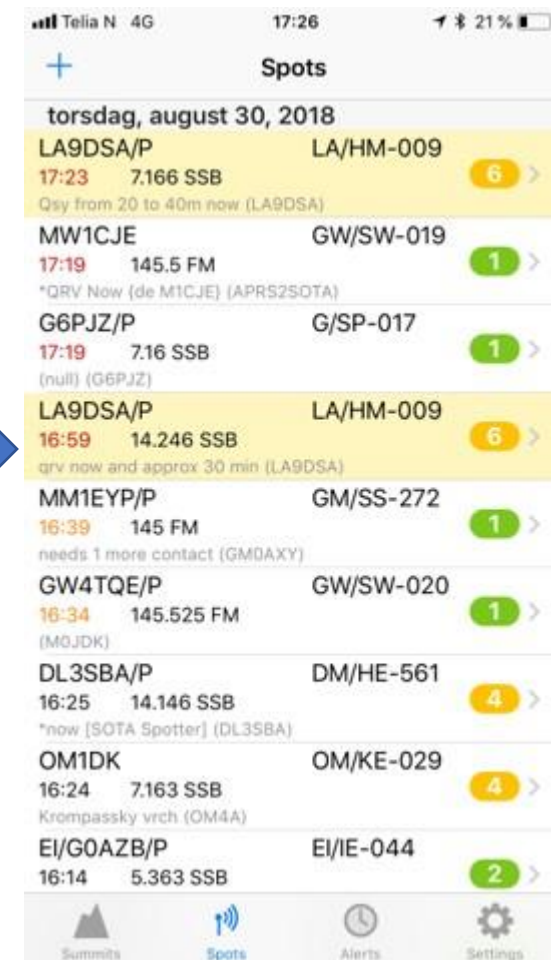 Telia N 4G 17:26 21 %
+ Spots
torsdag, august 30, 2018
LA9DSA/P LA/HM-009
17:23 7.166 SSB 6
Qsy from 20 to 40m now (LA9DSA)
MW1CJE GW/SW-019
17:19 145.5 FM 1
*QRV Now {de M1CJE} (APRS2SOTA)
G6PJZ/P G/SP-017
17:19 7.16 SSB 1
(null) (G6PJZ)
LA9DSA/P LA/HM-009
16:59 14.246 SSB 6
qrv now and approx 30 min (LA9DSA)
MM1EYP/P GM/SS-272
16:39 145 FM 1
needs 1 more contact (GM0AXY)
GW4TQE/P GW/SW-020
16:34 145.525 FM 1
(M0JDK)
DL3SBA/P DM/HE-561
16:25 14.146 SSB 4
*now [SOTA Spotter] (DL3SBA)
OM1DK OM/KE-029
16:24 7.163 SSB 4
Krompassky vrch (OM4A)
EI/G0AZB/P EI/IE-044
16:14 5.363 SSB 2
Summits Spots Alerts Settings